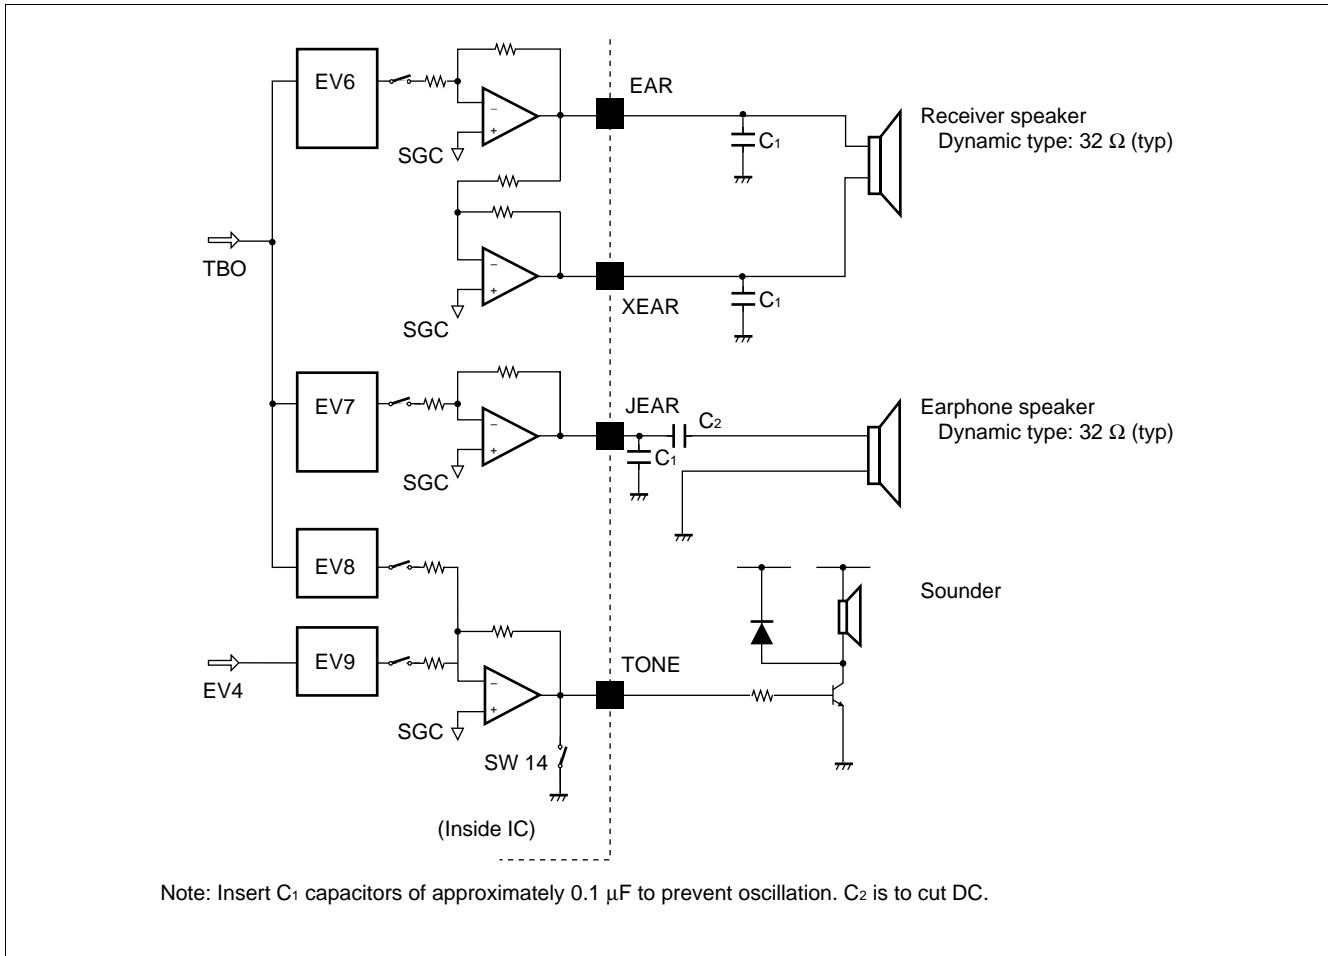 EV6
EAR
−
+
SGC
C1
Receiver speaker
Dynamic type: 32 Ω (typ)
TBO
−
+
SGC
XEAR
C1
EV7
−
+
SGC
JEAR
C2
C1
Earphone speaker
Dynamic type: 32 Ω (typ)
EV8
Sounder
EV9
EV4
−
+
SGC
TONE
SW 14
(Inside IC)
Note: Insert C1 capacitors of approximately 0.1 μF to prevent oscillation. C2 is to cut DC.